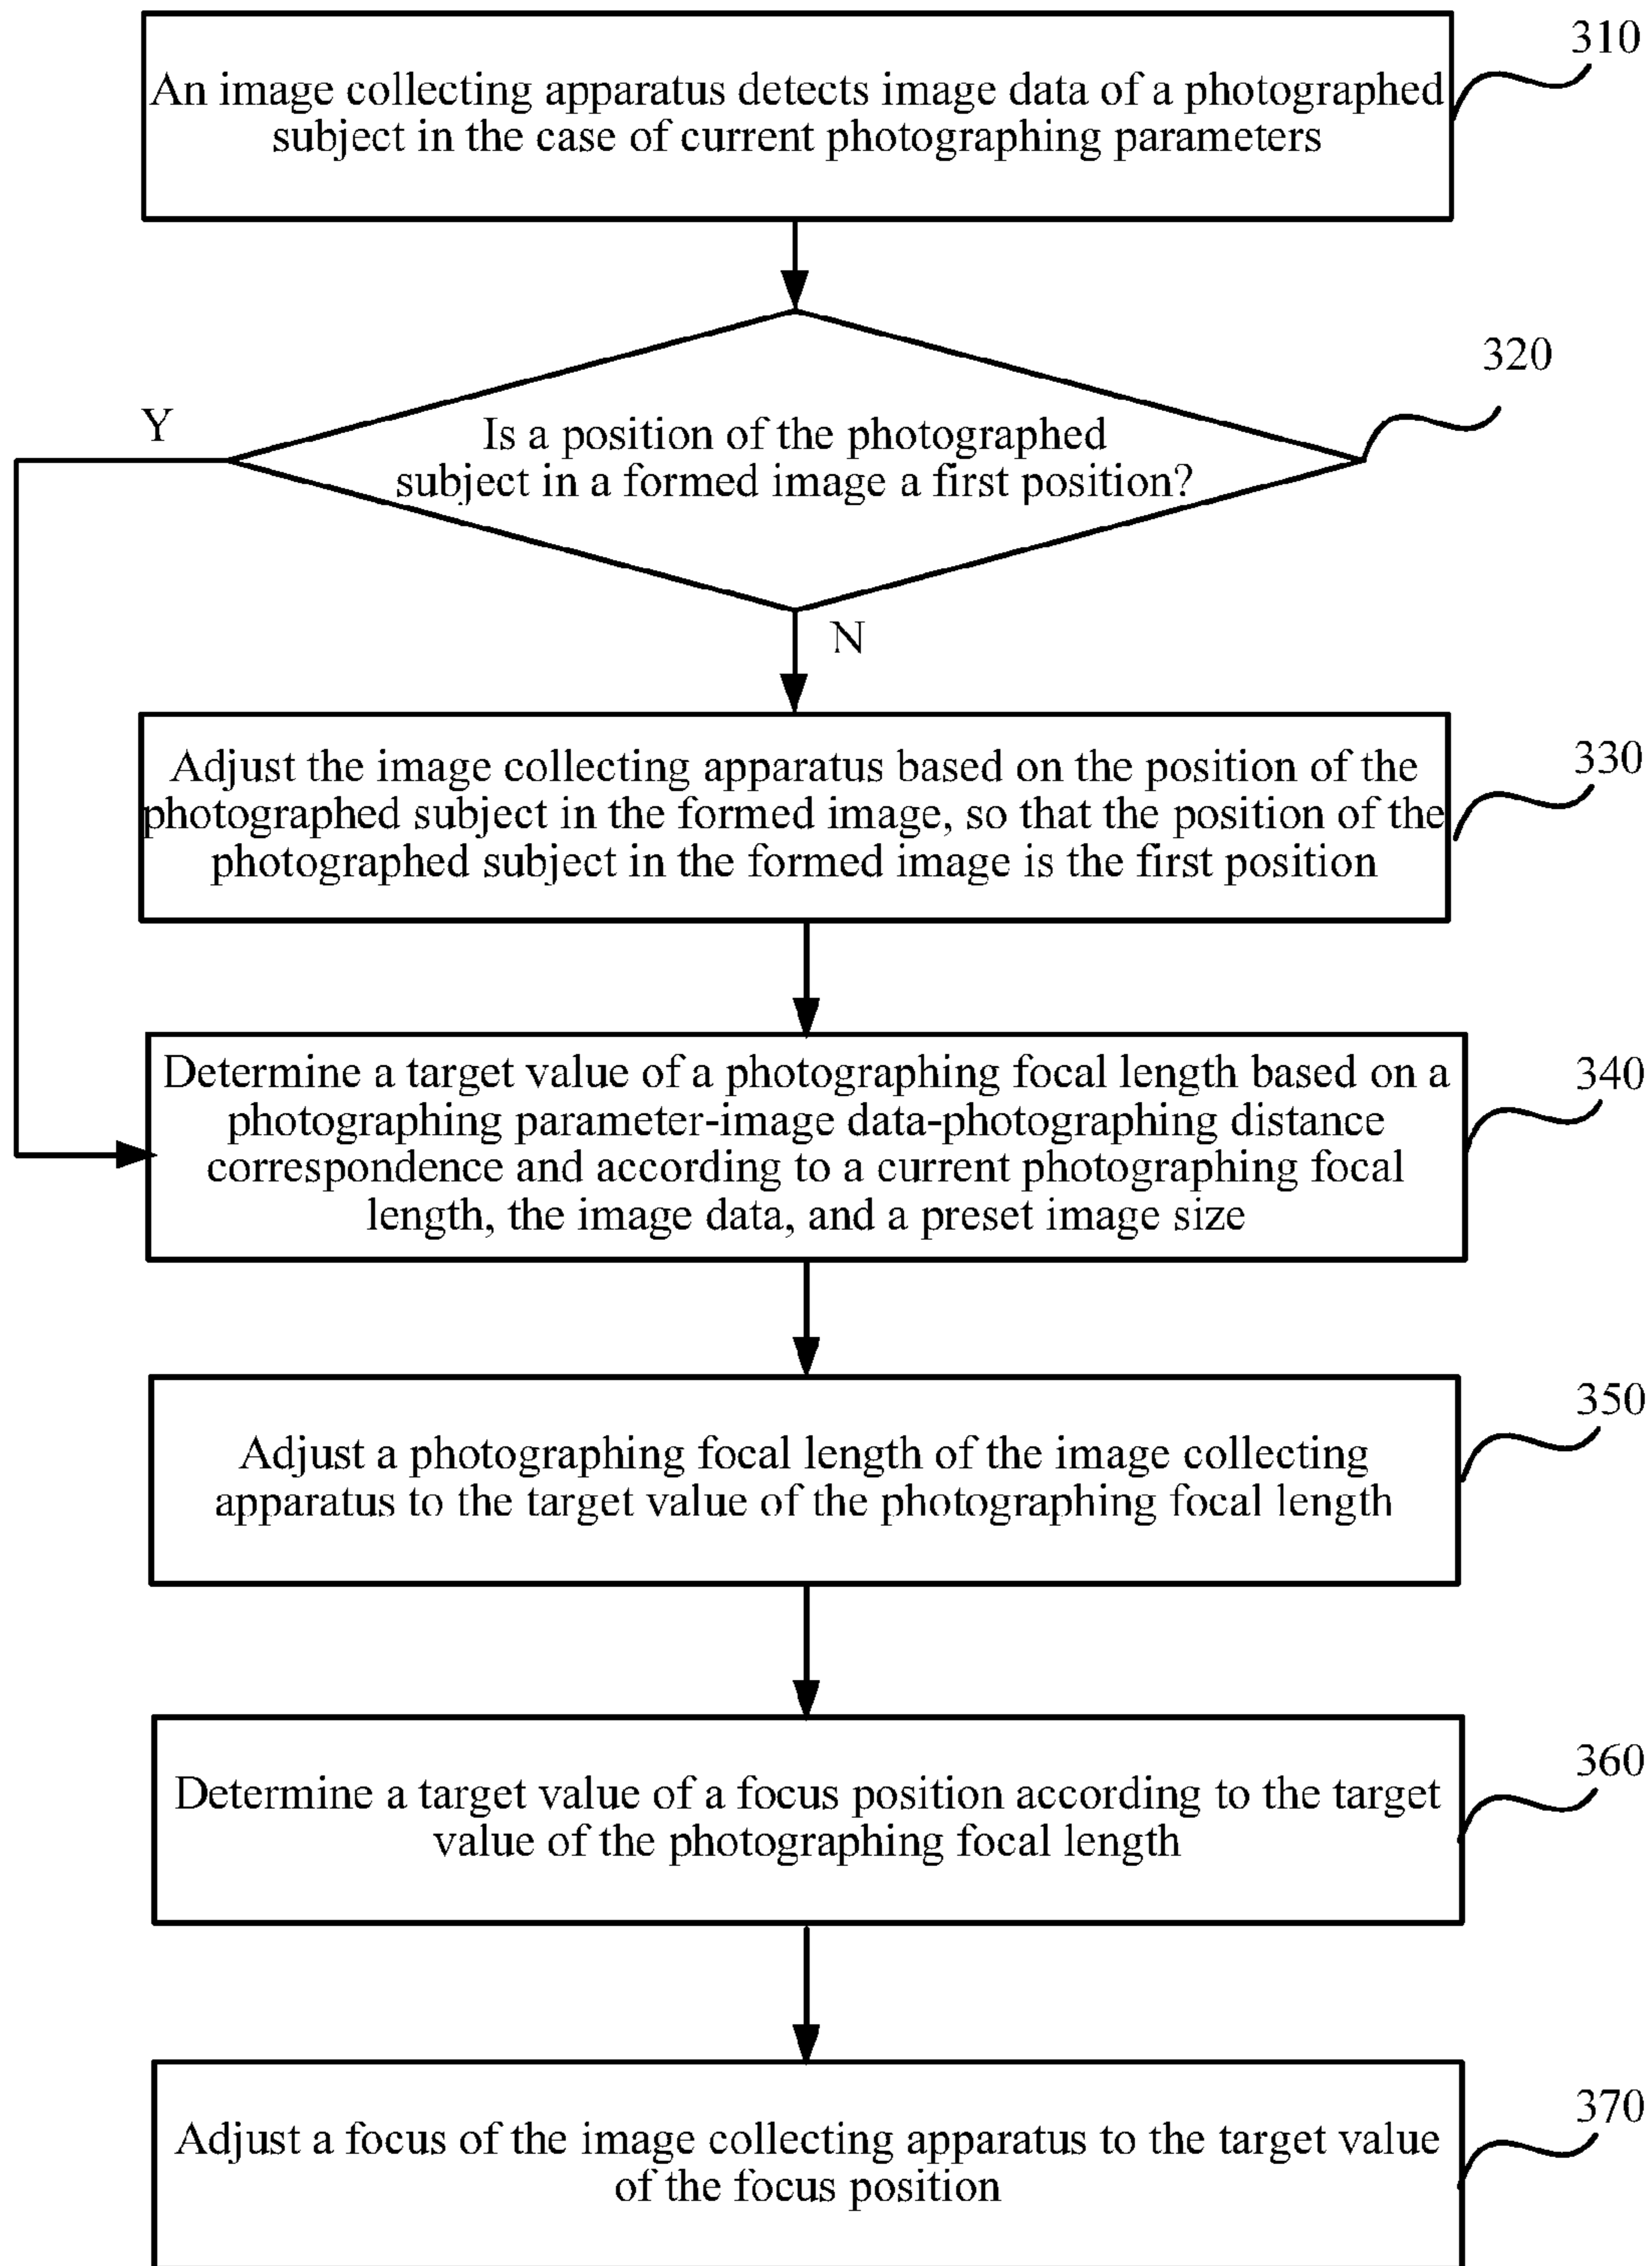 310
An image collecting apparatus detects image data of a photographed
subject in the case of current photographing parameters
320
Y
Is a position of the photographed
subject in a formed image a first position?
N
330
Adjust the image collecting apparatus based on the position of the
photographed subject in the formed image, so that the position of the
photographed subject in the formed image is the first position
340
Determine a target value of a photographing focal length based on a
photographing parameter-image data-photographing distance
correspondence and according to a current photographing focal
length, the image data, and a preset image size
350
Adjust a photographing focal length of the image collecting
apparatus to the target value of the photographing focal length
360
Determine a target value of a focus position according to the target
value of the photographing focal length
370
Adjust a focus of the image collecting apparatus to the target value
of the focus position